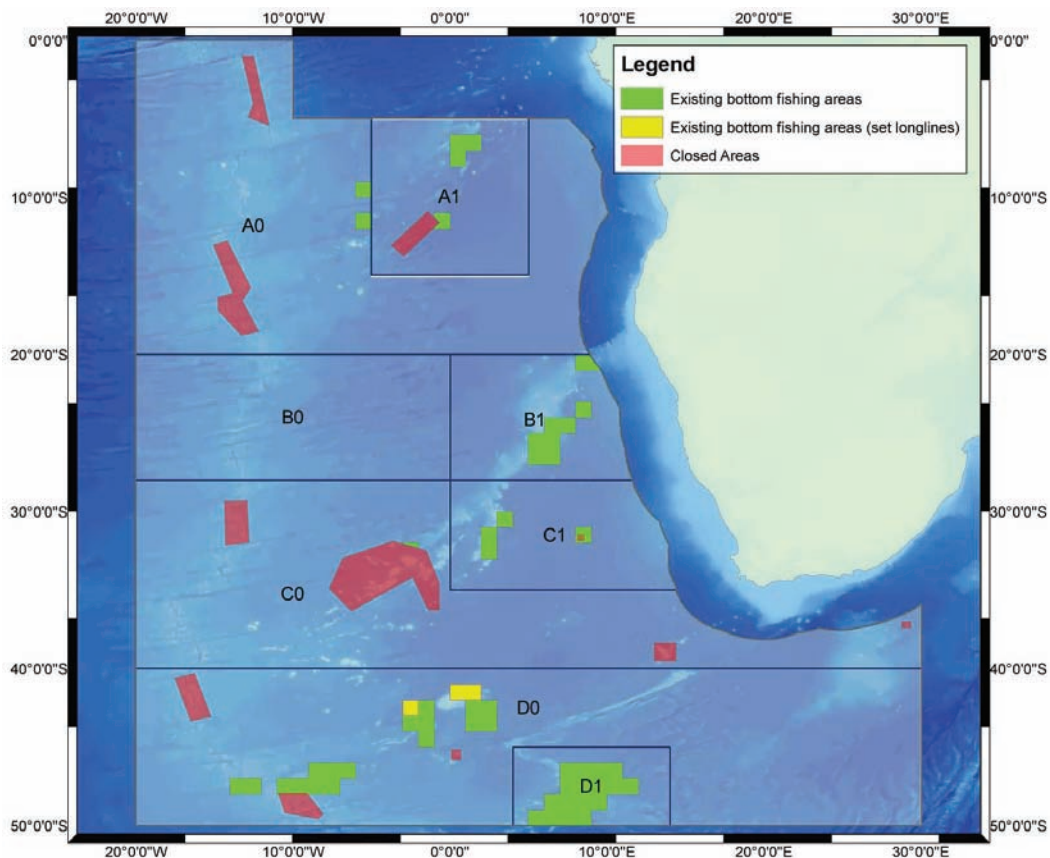 20°0'0"W 10°0'0"W 0°0'0" 10°0'0"E 20°0'0"E 30°0'0"E
0°0'0" 0°0'0"
Legend
Existing bottom fishing areas
Existing bottom fishing areas (set longlines)
Closed Areas
10°0'0"S A1 10°0'0"S
A0
20°0'0"S 20°0'0"S
B0 B1
30°0'0"S 30°0'0"S
C1
C0
40°0'0"S 40°0'0"S
D0
D1
50°0'0"S 50°0'0"S
20°0'0"W 10°0'0"W 0°0'0" 10°0'0"E 20°0'0"E 30°0'0"E